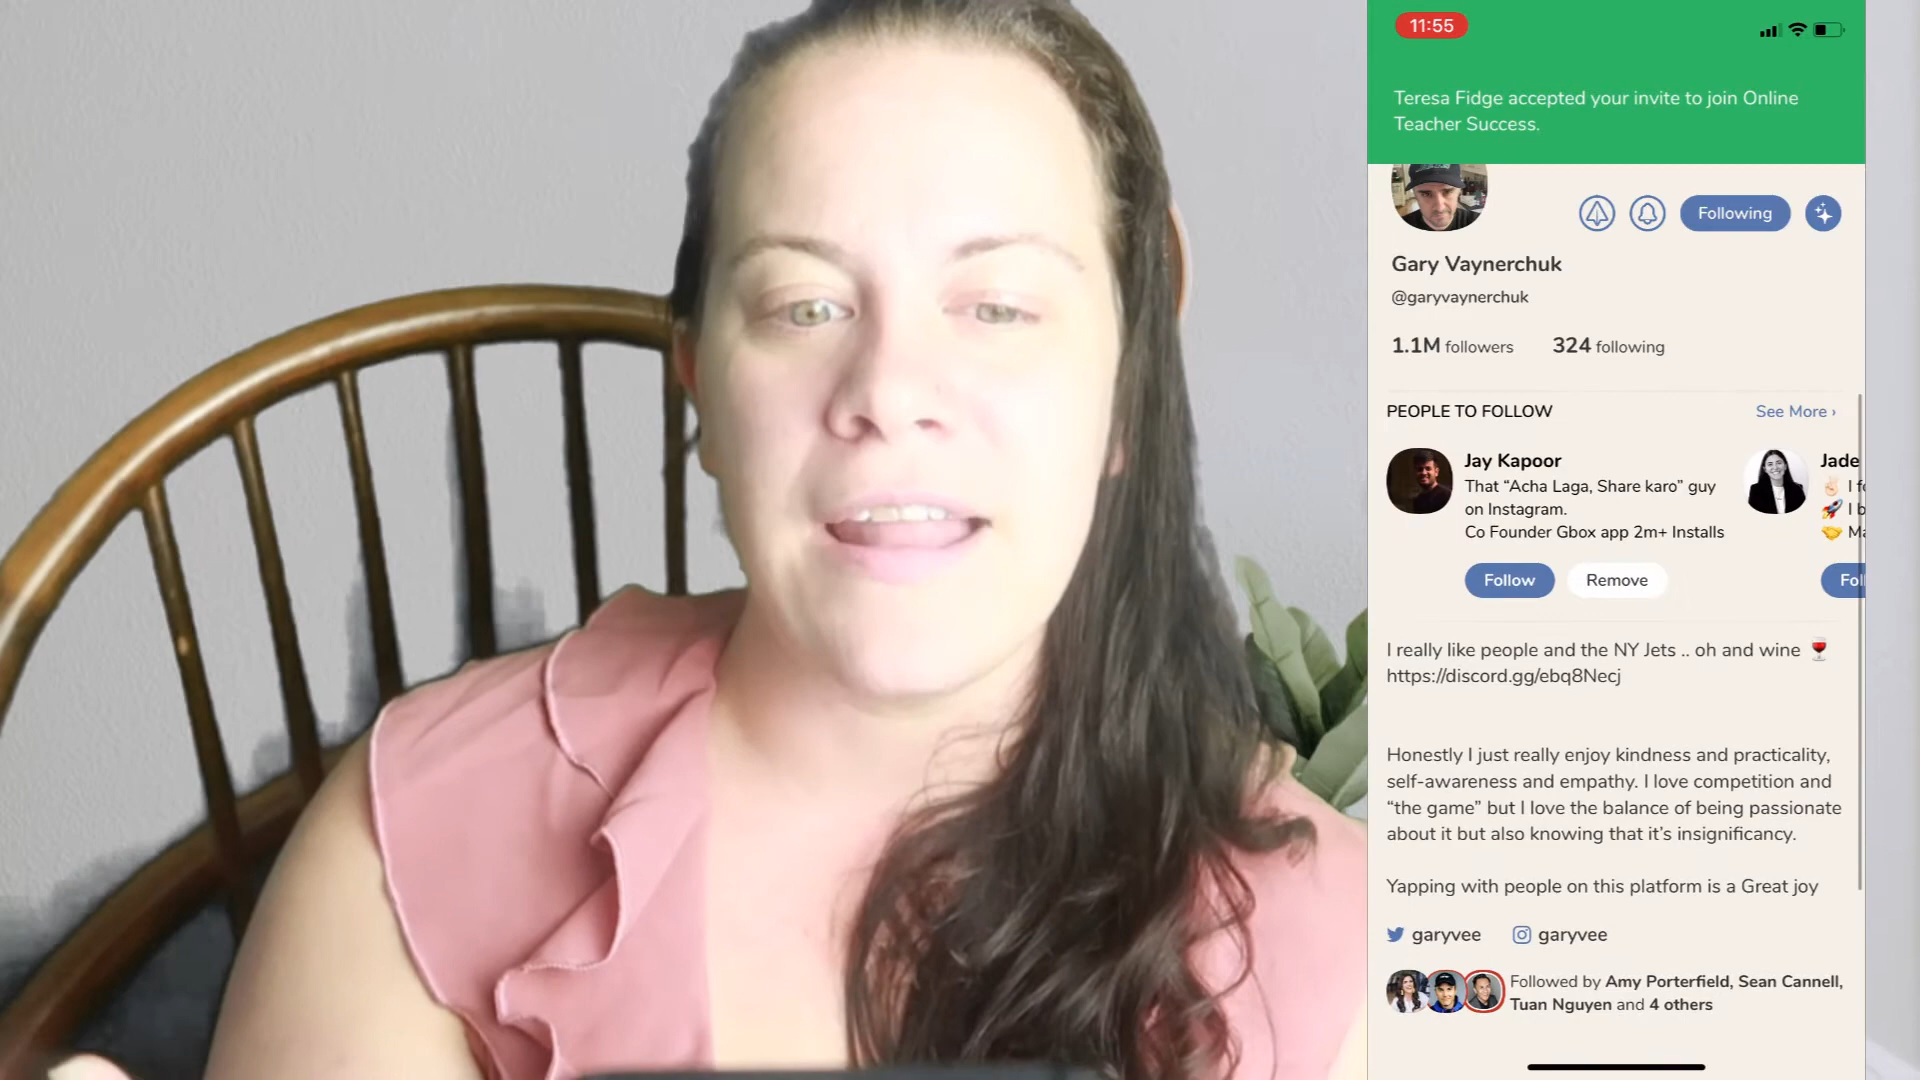 11:55
Teresa Fidge accepted your invite to join Online
Teacher Success.
Following
Gary Vaynerchuk
@garyvaynerchuk
1.1M followers 324 following
PEOPLE TO FOLLOW See More ›
Jay Kapoor
That “Acha Laga, Share karo” guy
on Instagram.
Co Founder Gbox app 2m+ Installs
Follow Remove
Jade
I really like people and the NY Jets .. oh and wine 🍷
https://discord.gg/ebq8Necj
Honestly I just really enjoy kindness and practicality,
self-awareness and empathy. I love competition and
“the game” but I love the balance of being passionate
about it but also knowing that it’s insignificancy.
Yapping with people on this platform is a Great joy
garyvee garyvee
Followed by Amy Porterfield, Sean Cannell,
Tuan Nguyen and 4 others